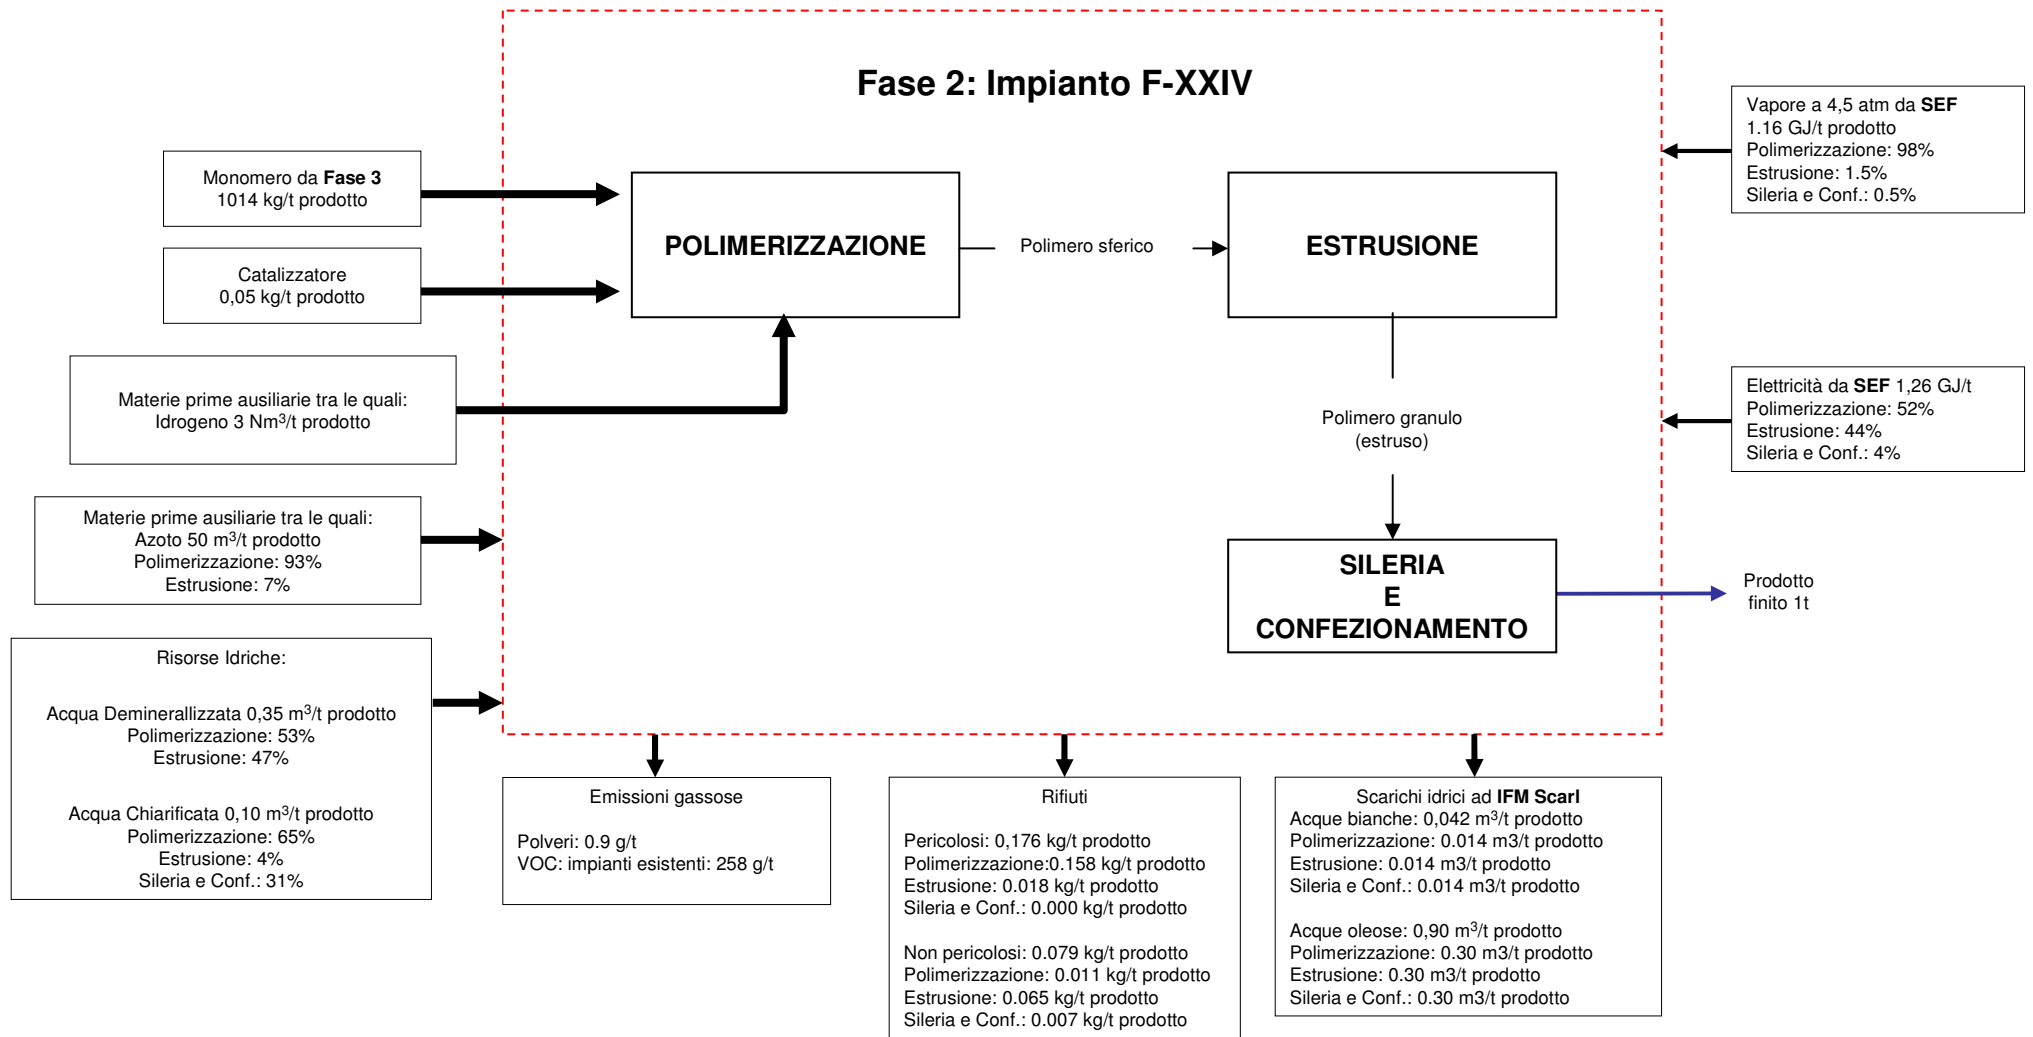 Fase 2: Impianto F-XXIV
Monomero da Fase 3
1014 kg/t prodotto
Catalizzatore
0,05 kg/t prodotto
Materie prime ausiliarie tra le quali:
Idrogeno 3 Nm³/t prodotto
Materie prime ausiliarie tra le quali:
Azoto 50 m³/t prodotto
Polimerizzazione: 93%
Estrusione: 7%
Risorse Idriche:
Acqua Demineralizzata 0,35 m³/t prodotto
Polimerizzazione: 53%
Estrusione: 47%
Acqua Chiarificata 0,10 m³/t prodotto
Polimerizzazione: 65%
Estrusione: 4%
Sileria e Conf.: 31%
POLIMERIZZAZIONE
Polimero sferico
ESTRUSIONE
Polimero granulo
(estruso)
SILERIA
E
CONFEZIONAMENTO
Vapore a 4,5 atm da SEF
1.16 GJ/t prodotto
Polimerizzazione: 98%
Estrusione: 1.5%
Sileria e Conf.: 0.5%
Elettricità da SEF 1,26 GJ/t
Polimerizzazione: 52%
Estrusione: 44%
Sileria e Conf.: 4%
Prodotto
finito 1t
Emissioni gassose
Polveri: 0.9 g/t
VOC: impianti esistenti: 258 g/t
Rifiuti
Pericolosi: 0,176 kg/t prodotto
Polimerizzazione:0.158 kg/t prodotto
Estrusione: 0.018 kg/t prodotto
Sileria e Conf.: 0.000 kg/t prodotto
Non pericolosi: 0.079 kg/t prodotto
Polimerizzazione: 0.011 kg/t prodotto
Estrusione: 0.065 kg/t prodotto
Sileria e Conf.: 0.007 kg/t prodotto
Scarichi idrici ad IFM Scarl
Acque bianche: 0,042 m³/t prodotto
Polimerizzazione: 0.014 m3/t prodotto
Estrusione: 0.014 m3/t prodotto
Sileria e Conf.: 0.014 m3/t prodotto
Acque oleose: 0,90 m³/t prodotto
Polimerizzazione: 0.30 m3/t prodotto
Estrusione: 0.30 m3/t prodotto
Sileria e Conf.: 0.30 m3/t prodotto